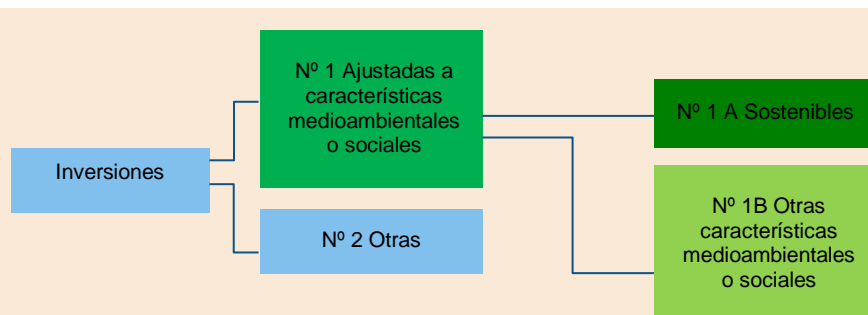 Inversiones
Nº 1 Ajustadas a
características
medioambientales
o sociales
Nº 2 Otras
Nº 1 A Sostenibles
Nº 1B Otras
características
medioambientales
o sociales